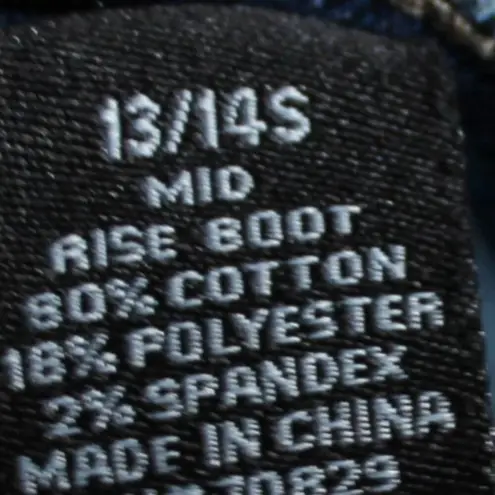 13/14S
MID
RISE BOOT
80% COTTON
18% POLYESTER
2% SPANDEX
MADE IN CHINA